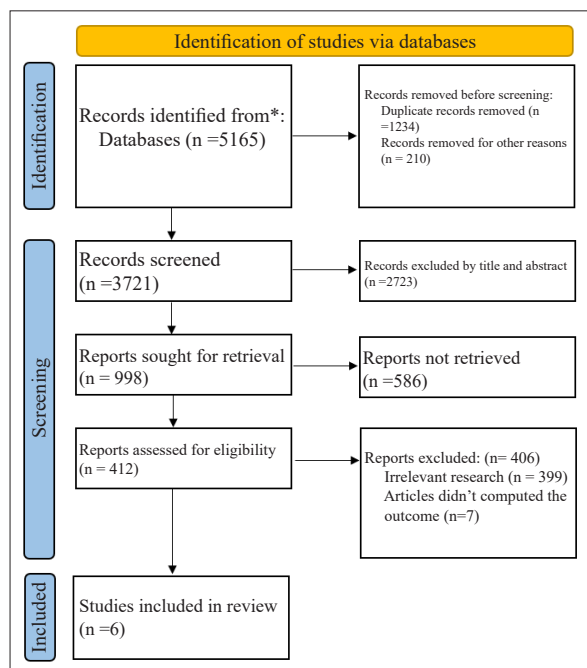 Identification of studies via databases
Identification
Records identified from*:
Databases (n =5165)
Records removed before screening:
Duplicate records removed (n
=1234)
Records removed for other reasons
(n = 210)
Screening
Records screened
(n =3721)
Records excluded by title and abstract
(n =2723)
Reports sought for retrieval
(n = 998)
Reports not retrieved
(n =586)
Reports assessed for eligibility
(n = 412)
Reports excluded: (n= 406)
Irrelevant research (n = 399)
Articles didn’t computed the
outcome (n=7)
Included
Studies included in review
(n =6)